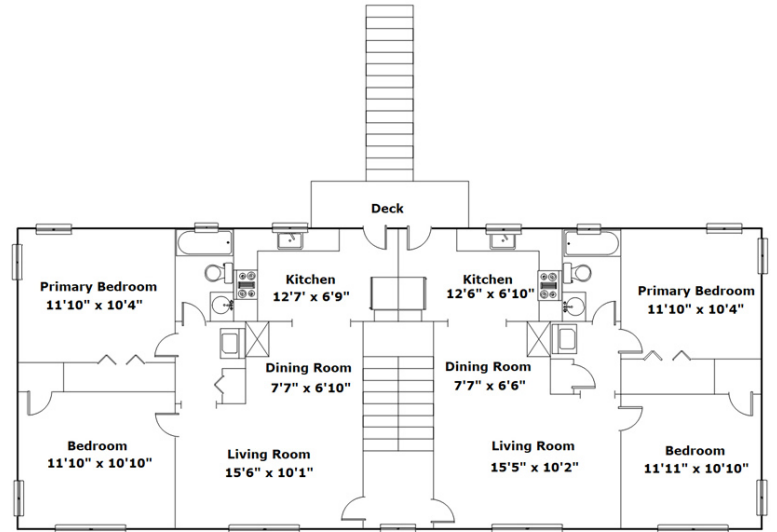 Deck
Primary Bedroom
11'10" x 10'4"
Kitchen
12'7" x 6'9"
Kitchen
12'6" x 6'10"
Primary Bedroom
11'10" x 10'4"
Dining Room
7'7" x 6'10"
Dining Room
7'7" x 6'6"
Bedroom
11'10" x 10'10"
Living Room
15'6" x 10'1"
Living Room
15'5" x 10'2"
Bedroom
11'11" x 10'10"